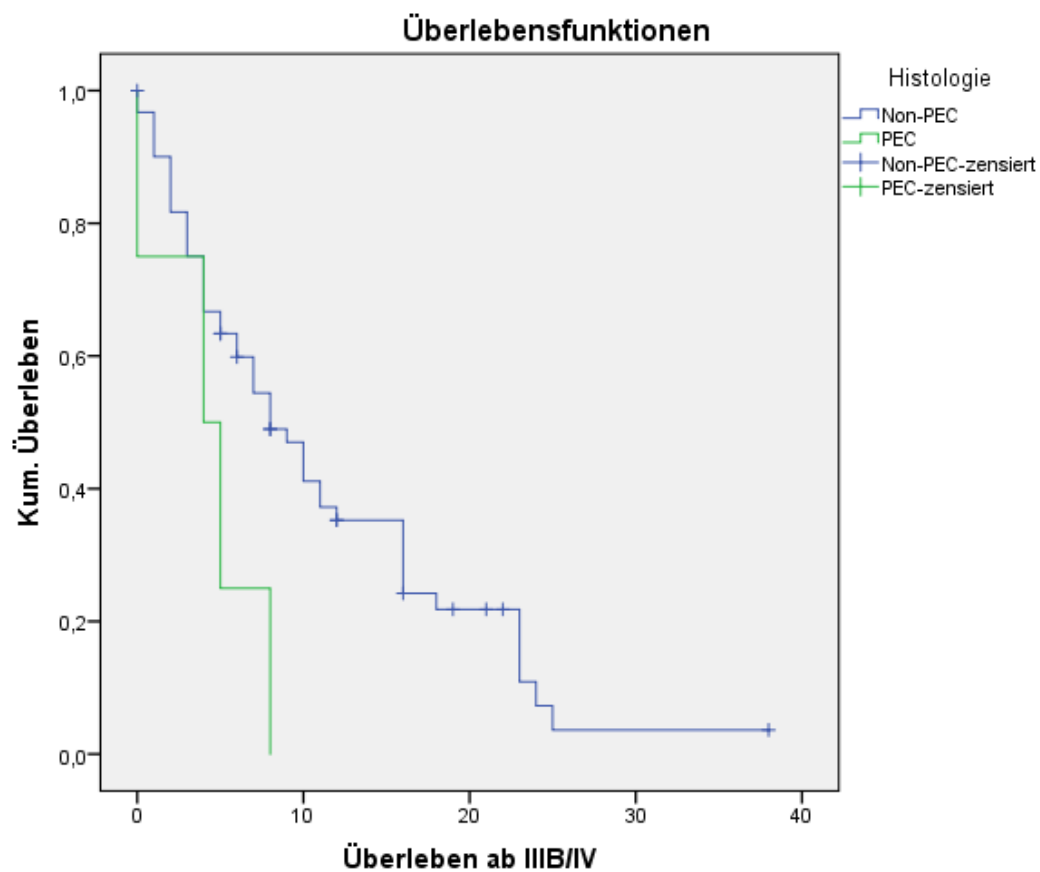 Überlebensfunktionen
Histologie
Non-PEC
PEC
Non-PEC-zensiert
PEC-zensiert
Kum. Überleben
1,0
0,8
0,6
0,4
0,2
0,0
0 10 20 30 40
Überleben ab IIIB/IV